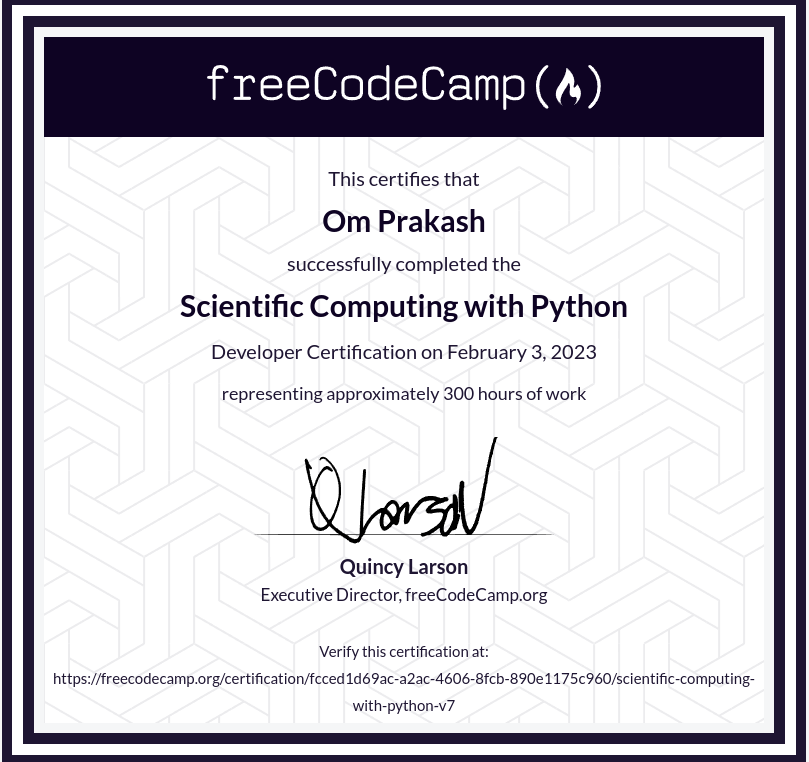 freeCodeCamp(🔥)
This certifies that
Om Prakash
successfully completed the
Scientific Computing with Python
Developer Certification on February 3, 2023
representing approximately 300 hours of work
Q Larson
Quincy Larson
Executive Director, freeCodeCamp.org
Verify this certification at:
https://freecodecamp.org/certification/fcced1d69ac-a2ac-4606-8fcb-890e1175c960/scientific-computing-
with-python-v7